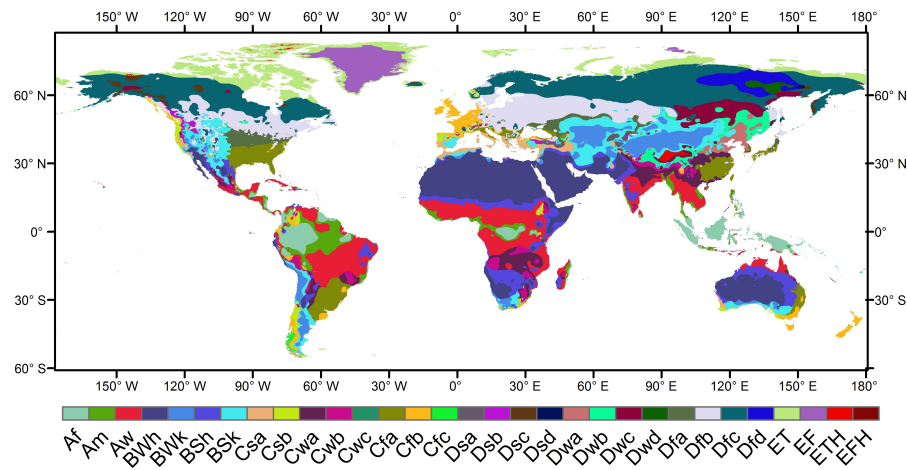 150° W 120° W 90° W 60° W 30° W 0° 30° E 60° E 90° E 120° E 150° E 180°
60° N 60° N
30° N 30° N
0° 0°
30° S 30° S
60° S 60° S
150° W 120° W 90° W 60° W 30° W 0° 30° E 60° E 90° E 120° E 150° E 180°
Af Am Aw BWh BWk BSh BSk Csa Csb Cwa Cwb Cwc Cfa Cfb Cfc Dsa Dsb Dsc Dsd Dwa Dwb Dwc Dwd Dfa Dfb Dfc Dfd ET EF ETH EFH